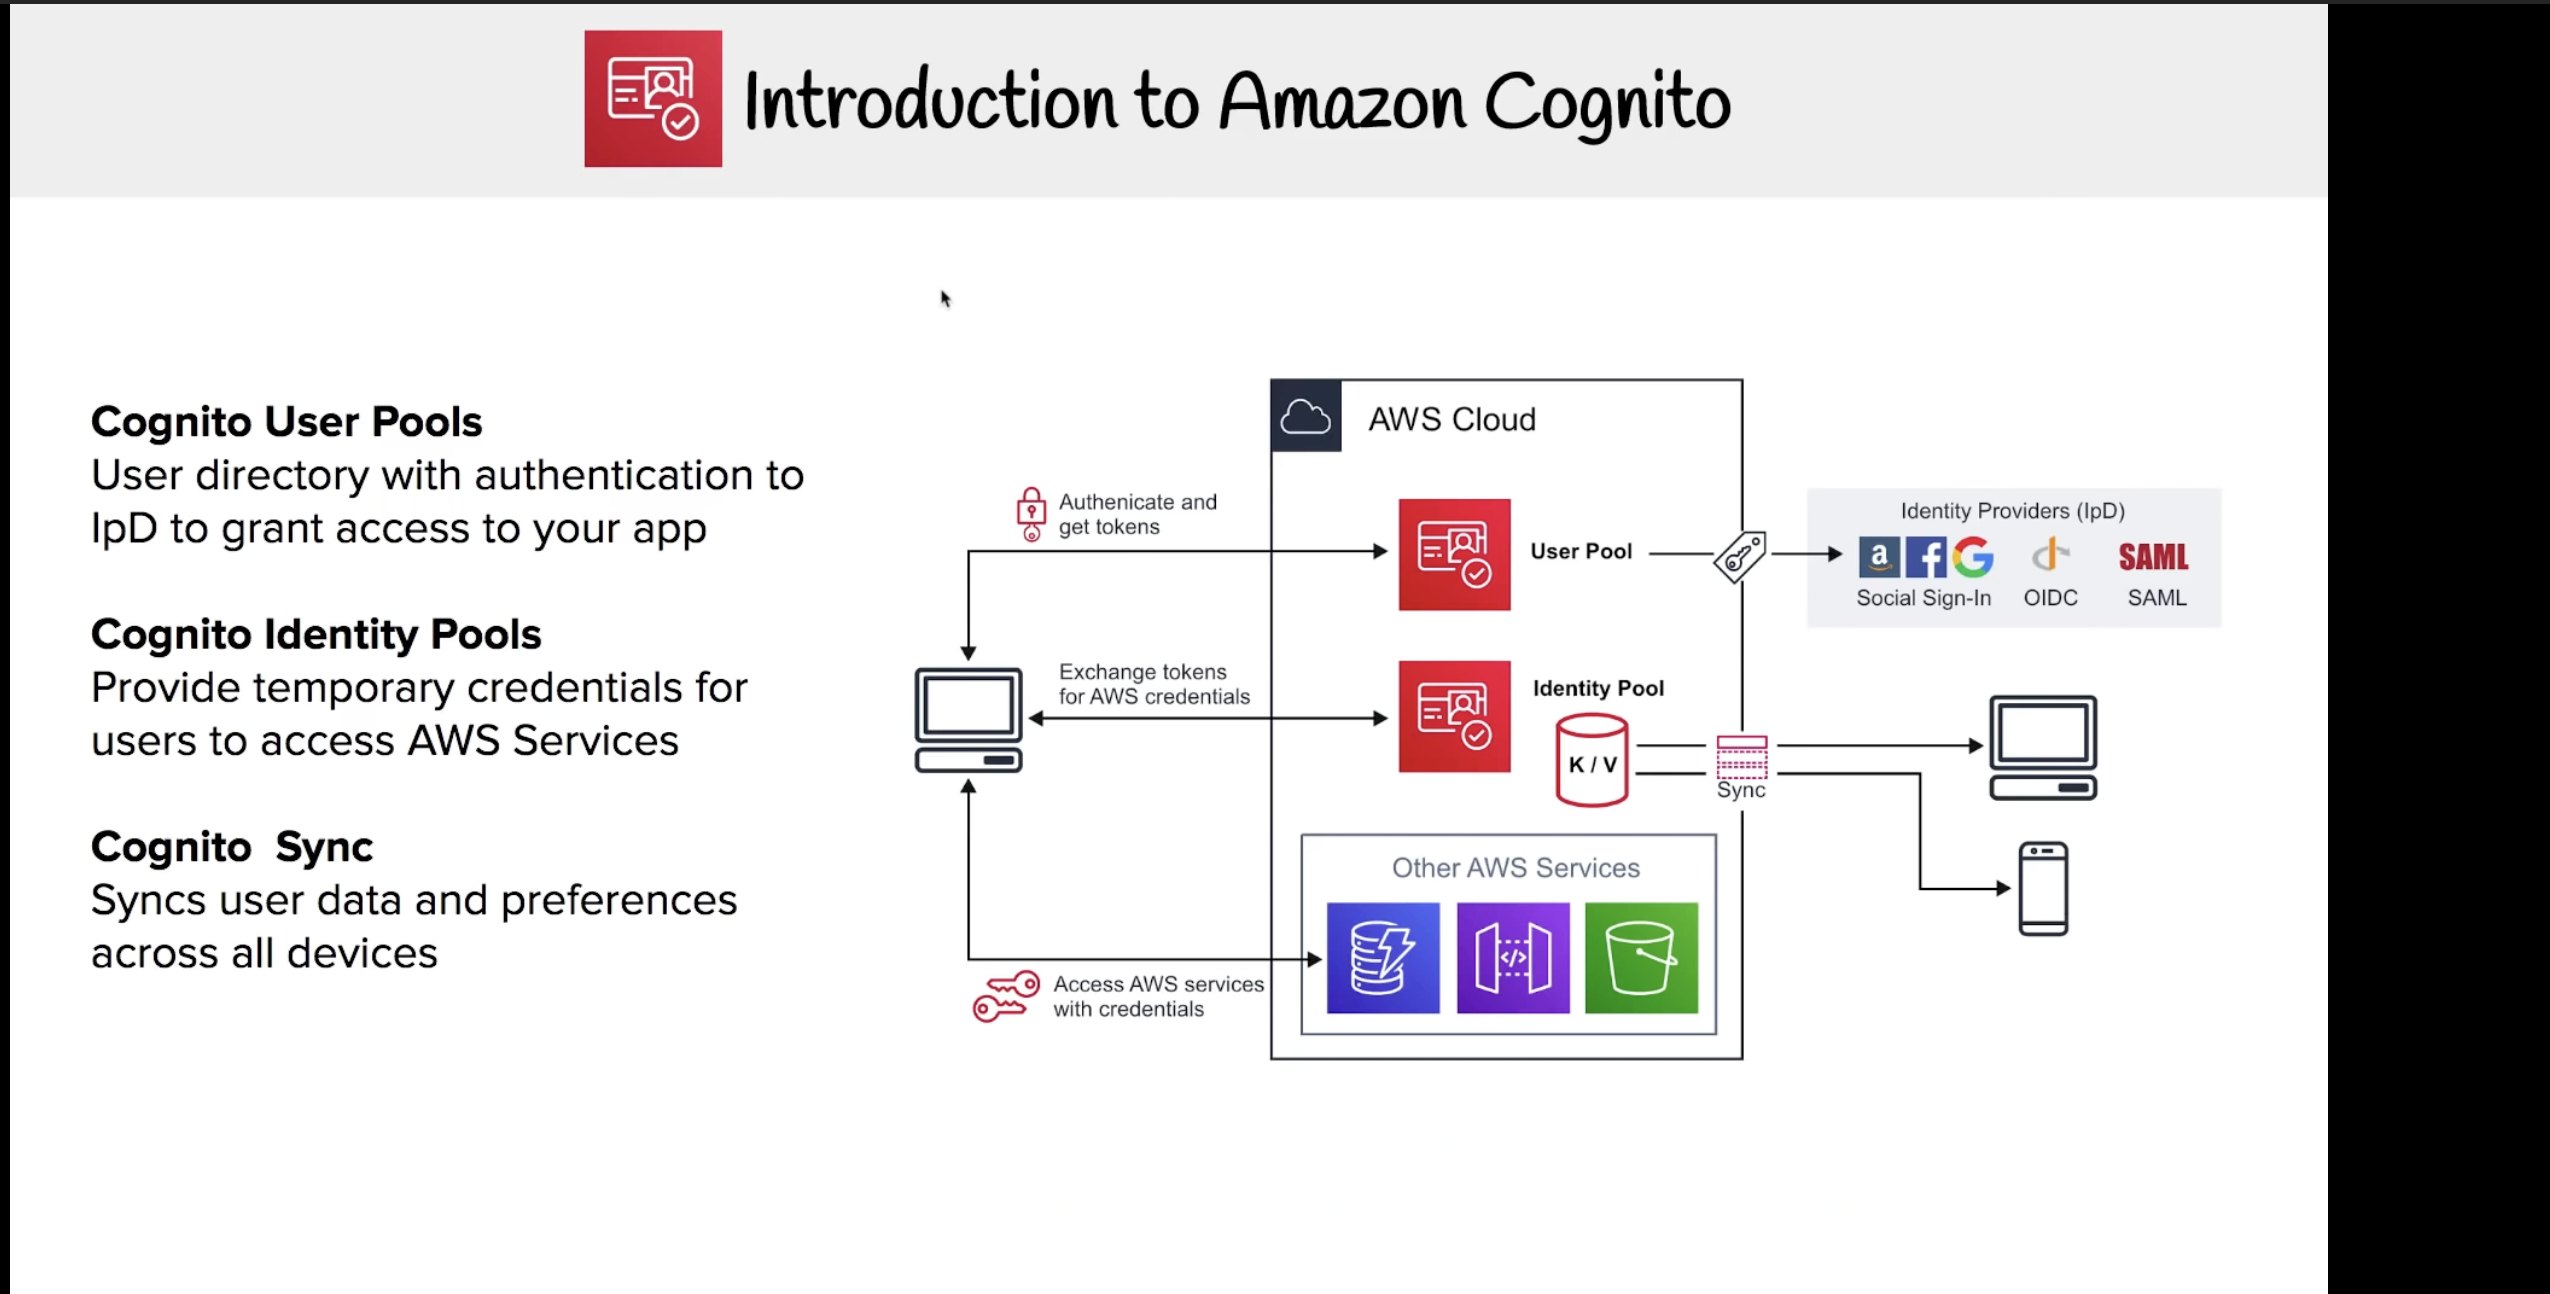 Introduction to Amazon Cognito
Cognito User Pools
User directory with authentication to
IpD to grant access to your app
Cognito Identity Pools
Provide temporary credentials for
users to access AWS Services
Cognito Sync
Syncs user data and preferences
across all devices
AWS Cloud
Authenicate and
get tokens
User Pool
Identity Providers (IpD)
a f G
SAML
Social Sign-In
OIDC
SAML
Exchange tokens
for AWS credentials
Identity Pool
K / V
Sync
Other AWS Services
</>
Access AWS services
with credentials